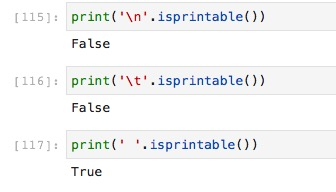 [115]: print('\n'.isprintable())
False
[116]: print('\t'.isprintable())
False
[117]: print(' '.isprintable())
True